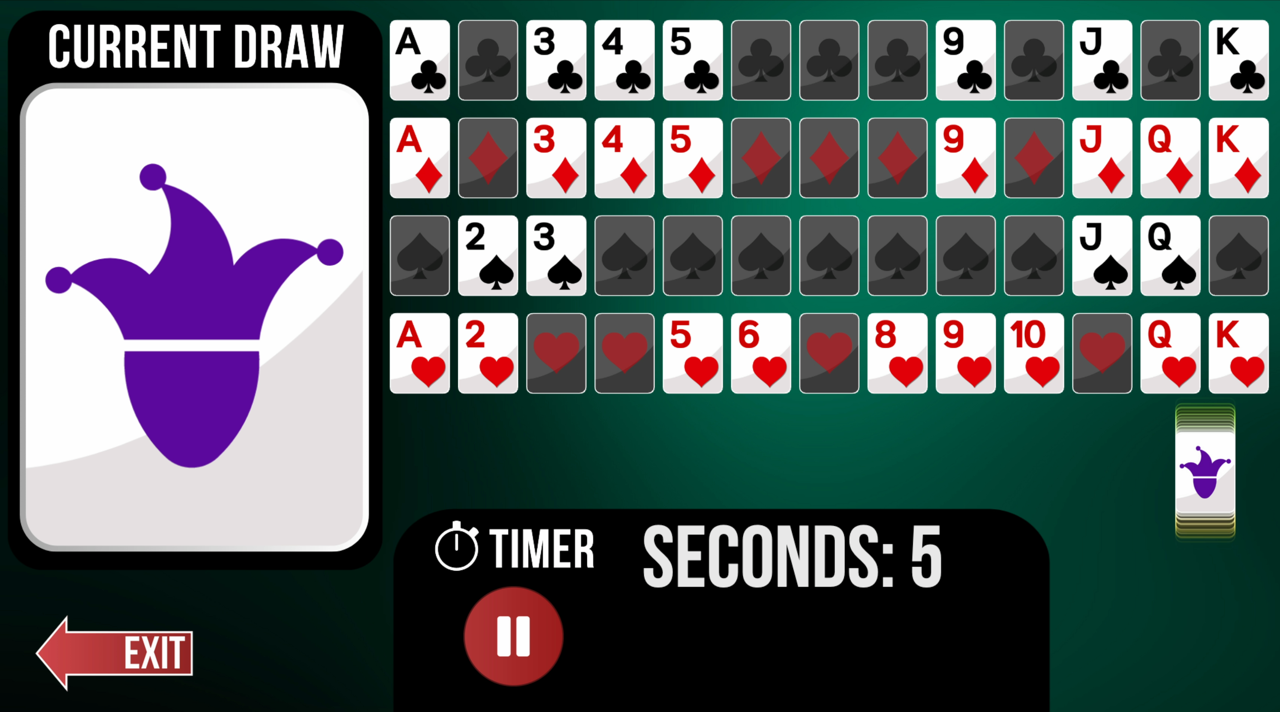 CURRENT DRAW
A 3 4 5 9 J K
A 3 4 5 9 J Q K
2 3 J Q
A 2 5 6 8 9 10 Q K
TIMER
SECONDS: 5
EXIT